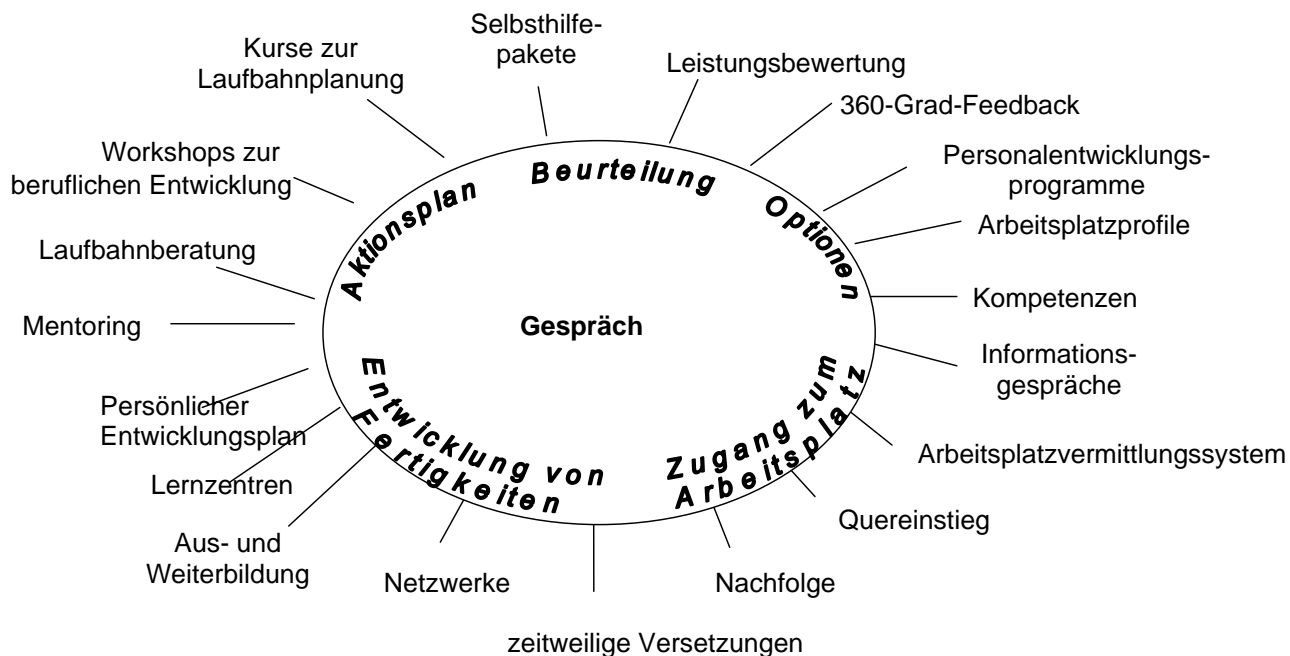 Selbsthilfe-
pakete
Kurse zur
Laufbahnplanung
Leistungsbewertung
360-Grad-Feedback
Workshops zur
beruflichen Entwicklung
Personalentwicklungs-
programme
Aktionsplan
Beurteilung
Optionen
Arbeitsplatzprofile
Laufbahnberatung
Kompetenzen
Mentoring
Gespräch
Informations-
gespräche
Persönlicher
Entwicklungsplan
Entwicklung von
Fertigkeiten
Zugang zum
Arbeitsplatz
Arbeitsplatzvermittlungssystem
Lernzentren
Quereinstieg
Aus- und
Weiterbildung
Netzwerke
Nachfolge
zeitweilige Versetzungen